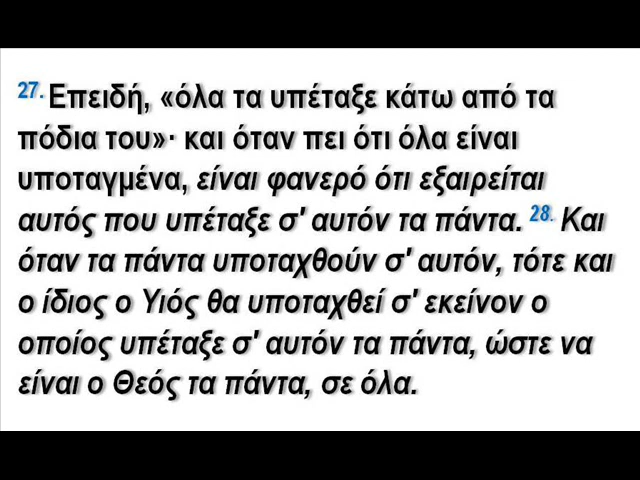 27. Επειδή, «όλα τα υπέταξε κάτω από τα
πόδια του»· και όταν πει ότι όλα είναι
υποταγμένα, είναι φανερό ότι εξαιρείται
αυτός που υπέταξε σ' αυτόν τα πάντα. 28. Και
όταν τα πάντα υποταχθούν σ' αυτόν, τότε και
ο ίδιος ο Υιός θα υποταχθεί σ' εκείνον ο
οποίος υπέταξε σ' αυτόν τα πάντα, ώστε να
είναι ο Θεός τα πάντα, σε όλα.